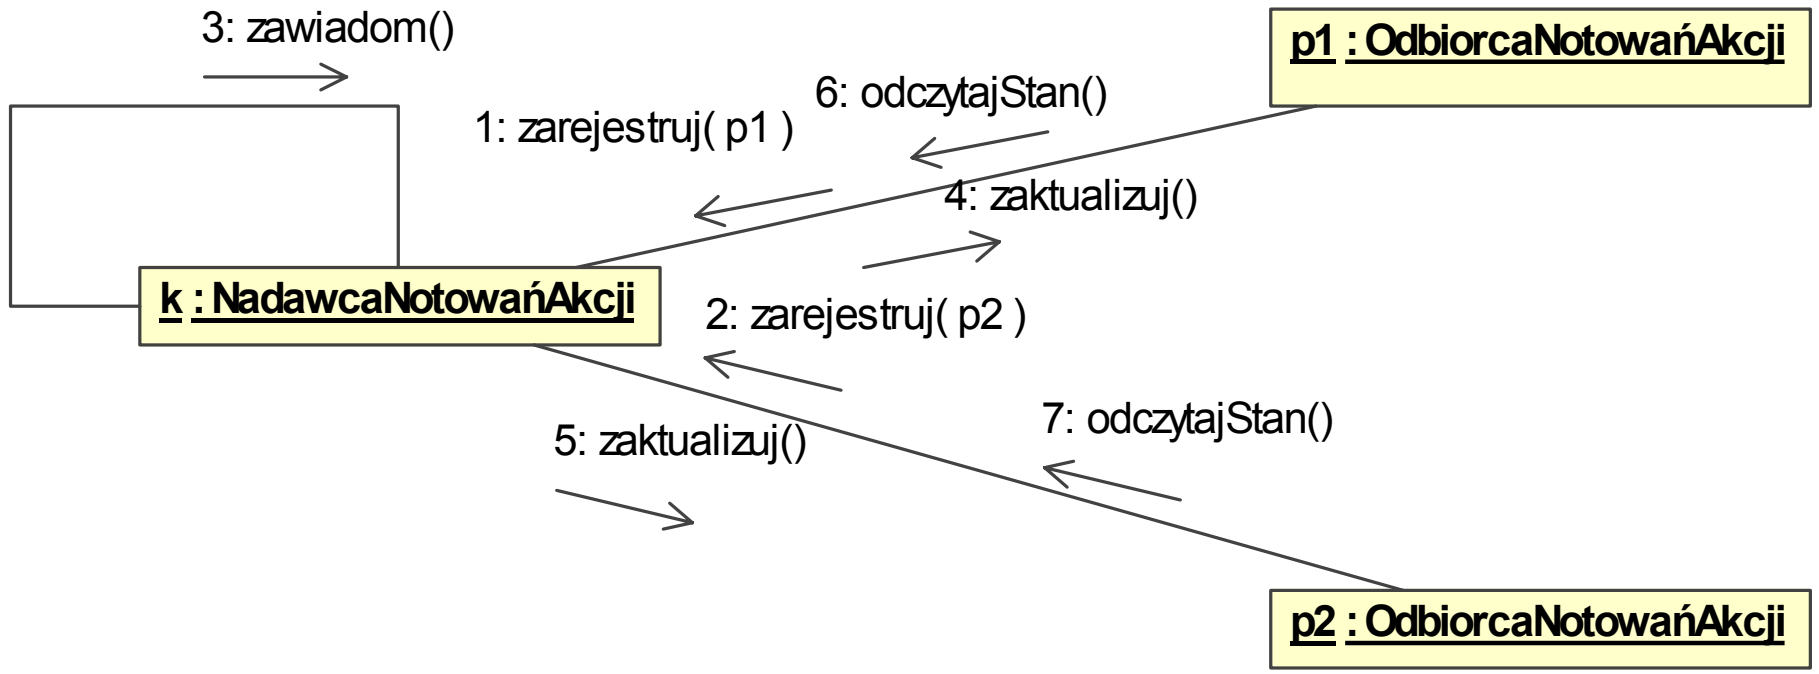 3: zawiadom()
p1 : OdbiorcaNotowańAkcji
6: odczytajStan()
1: zarejestruj( p1 )
4: zaktualizuj()
k : NadawcaNotowańAkcji
2: zarejestruj( p2 )
7: odczytajStan()
5: zaktualizuj()
p2 : OdbiorcaNotowańAkcji